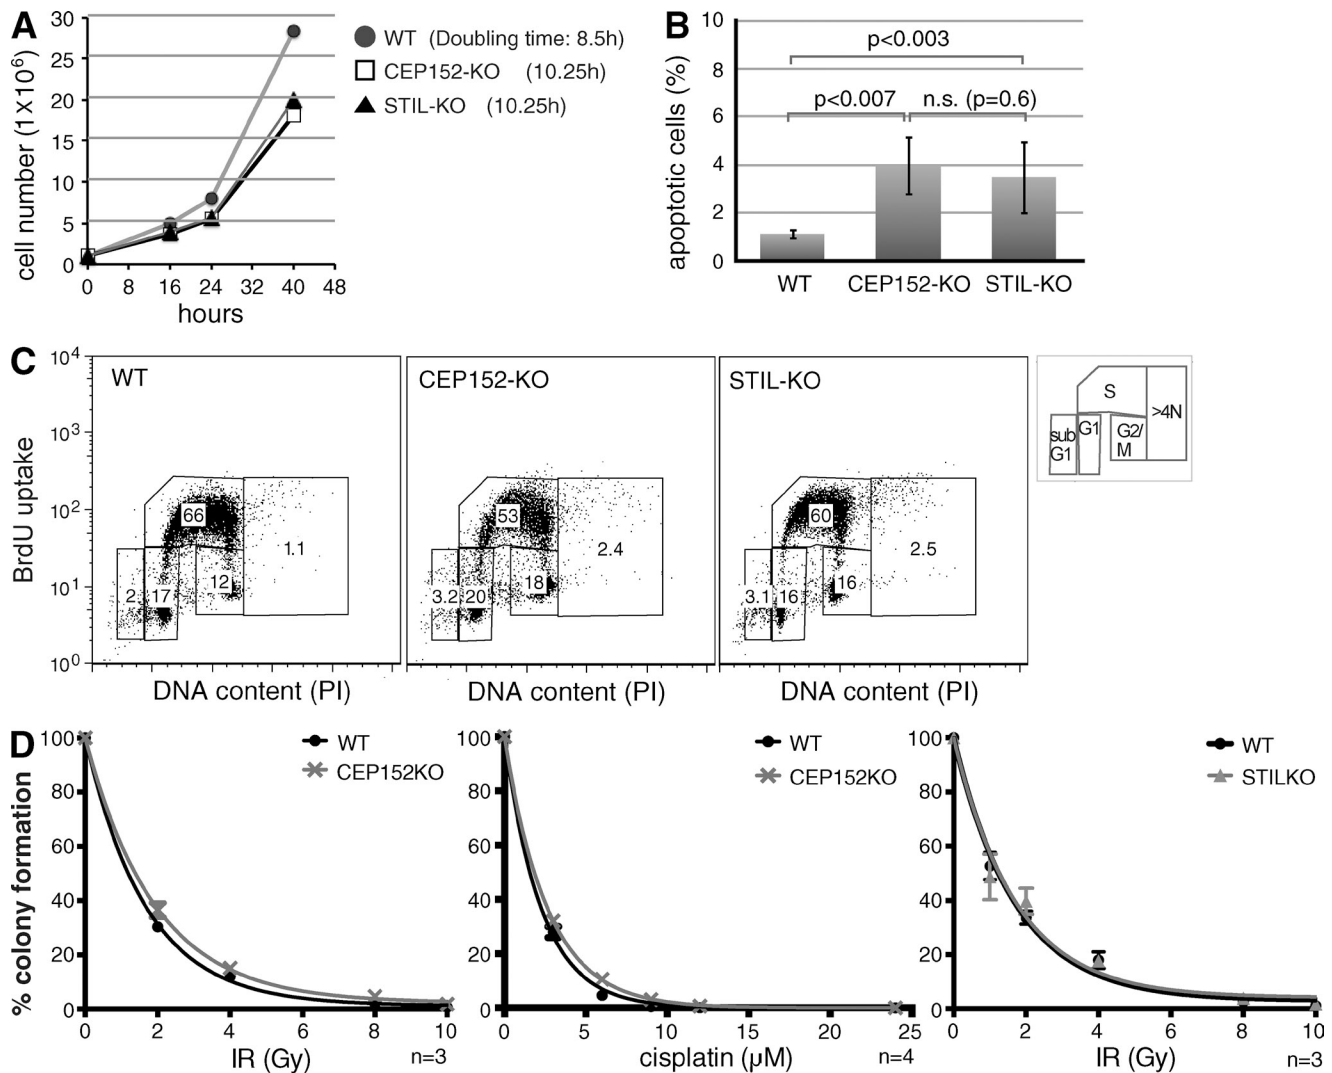 A
30
25
20
15
10
5
0
cell number (1x10⁶)
0 8 16 24 32 40 48
hours
WT (Doubling time: 8.5h)
CEP152-KO (10.25h)
STIL-KO (10.25h)
B
10
8
6
4
2
0
apoptotic cells (%)
p<0.003
p<0.007 n.s. (p=0.6)
WT CEP152-KO STIL-KO
C
10⁴
10³
10²
10¹
10⁰
BrdU uptake
WT
66
1.1
2 17 12
DNA content (PI)
CEP152-KO
53
2.4
3.2 20 18
DNA content (PI)
STIL-KO
60
2.5
3.1 16 16
DNA content (PI)
S
>4N
sub
G1
G1
G2/
M
D
% colony formation
100
80
60
40
20
0
0 2 4 6 8 10
IR (Gy)
n=3
WT
CEP152KO
100
80
60
40
20
0
0 5 10 15 20 25
cisplatin (µM)
n=4
WT
CEP152KO
100
80
60
40
20
0
0 2 4 6 8 10
IR (Gy)
n=3
WT
STILKO